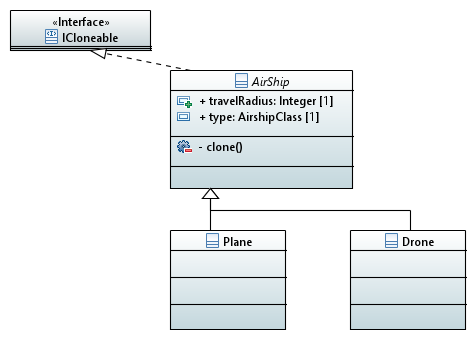 «Interface»
ICloneable
AirShip
+ travelRadius: Integer [1]
+ type: AirshipClass [1]
- clone()
Plane
Drone